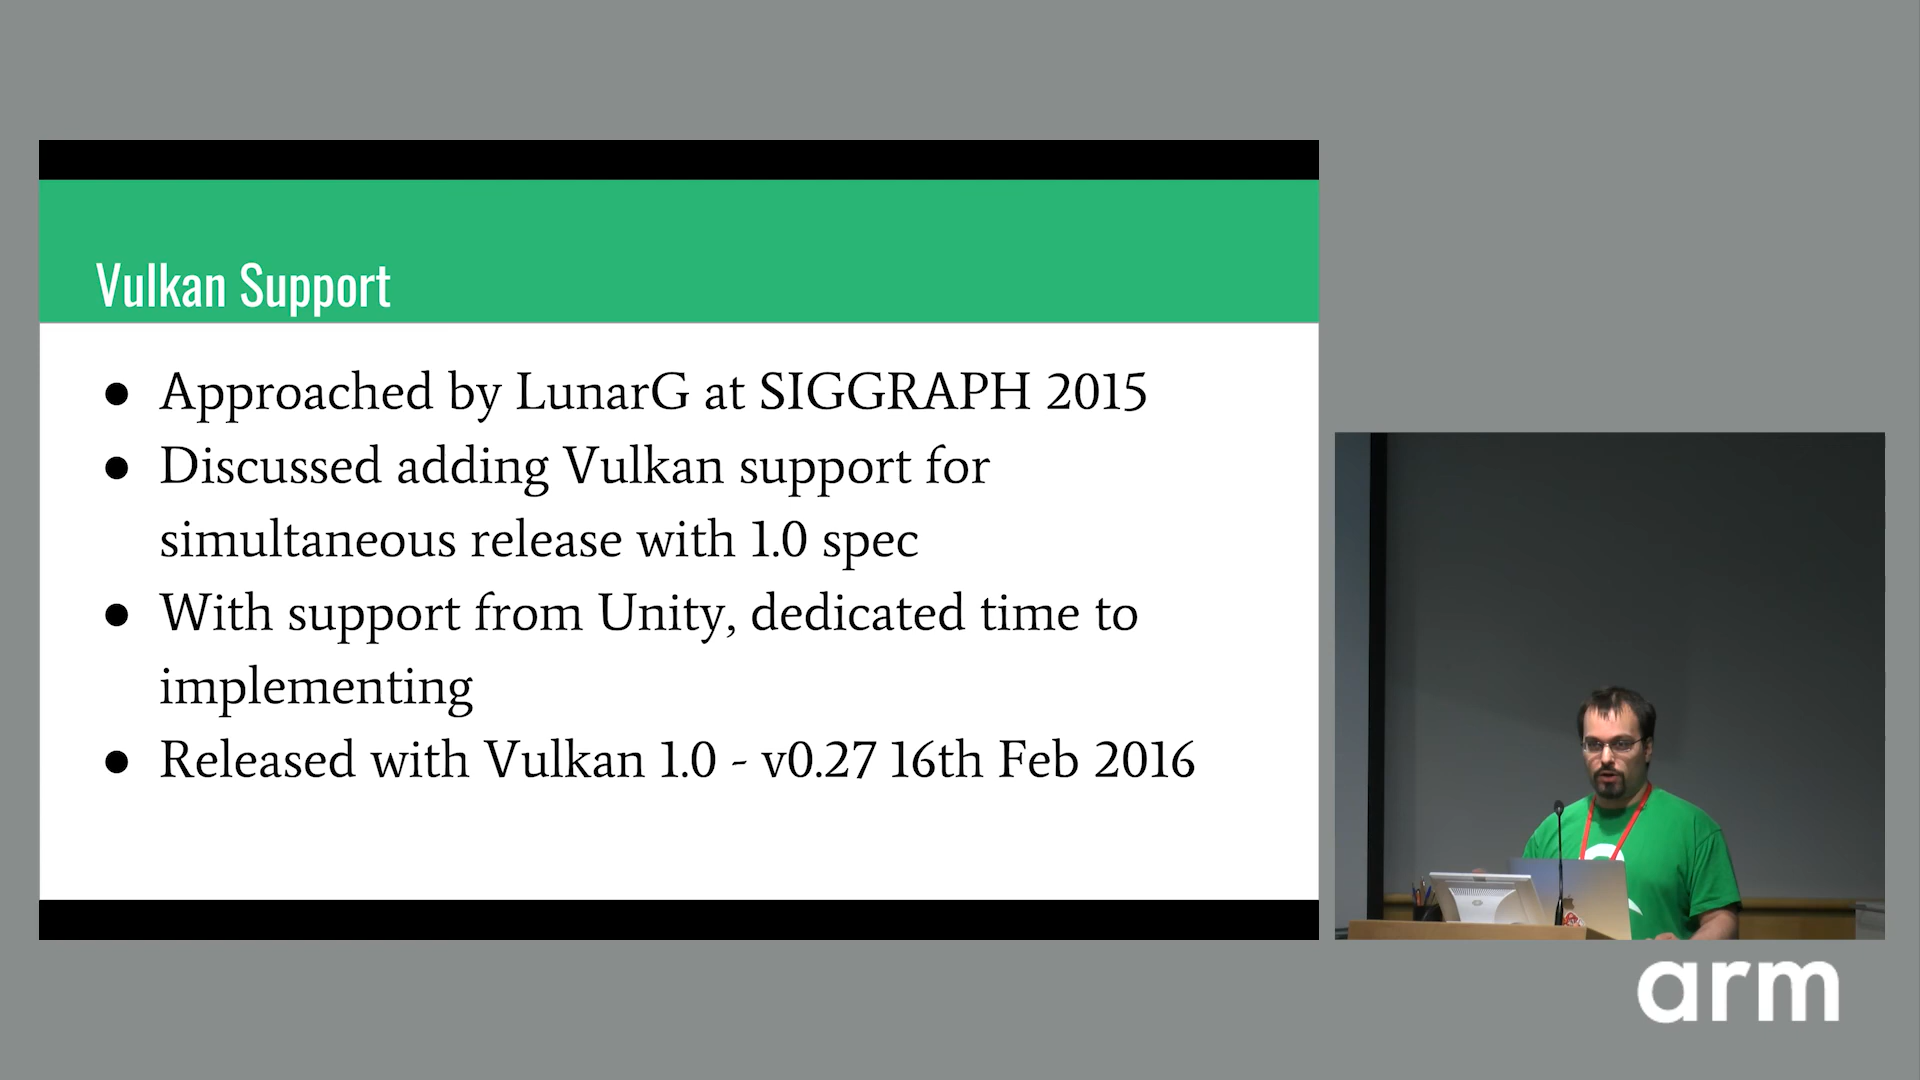 Vulkan Support
● Approached by LunarG at SIGGRAPH 2015
● Discussed adding Vulkan support for
simultaneous release with 1.0 spec
● With support from Unity, dedicated time to
implementing
● Released with Vulkan 1.0 - v0.27 16th Feb 2016
arm